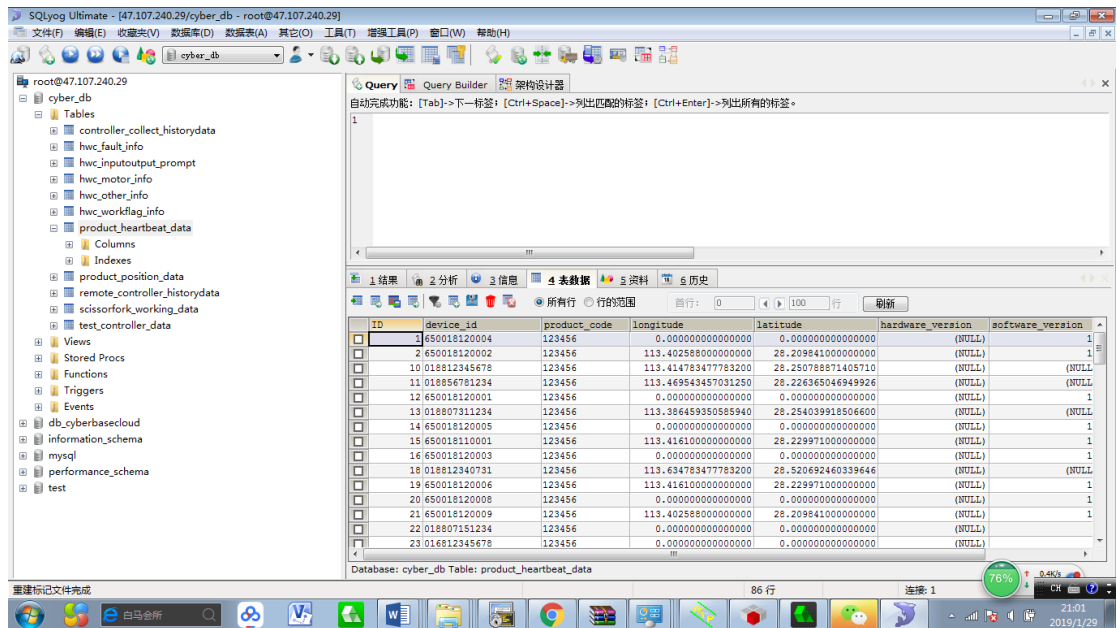 SQLyog Ultimate - [47.107.240.29/cyber_db - root@47.107.240.29]
文件(F) 编辑(E) 收藏夹(V) 数据库(D) 数据表(A) 其它(O) 工具(T) 增强工具(P) 窗口(W) 帮助(H)
cyber_db
root@47.107.240.29
cyber_db
Tables
controller_collect_historydata
hwc_fault_info
hwc_inputoutput_prompt
hwc_motor_info
hwc_other_info
hwc_workflag_info
product_heartbeat_data
Columns
Indexes
product_position_data
remote_controller_historydata
scissorfork_working_data
test_controller_data
Views
Stored Procs
Functions
Triggers
Events
db_cyberbasecloud
information_schema
mysql
performance_schema
test
Query Query Builder 架构设计器
自动完成功能: [Tab]->下一标签; [Ctrl+Space]->列出匹配的标签; [Ctrl+Enter]->列出所有的标签。
1
1 结果 2 分析 3 信息 4 表数据 5 资料 6 历史
所有行 行的范围 首行: 0 100 行 刷新
ID device_id product_code longitude latitude hardware_version software_version
1 650018120004 123456 0.000000000000000 0.000000000000000 (NULL) 1
2 650018120002 123456 113.402588000000000 28.209841000000000 (NULL) 1
10 018812345678 123456 113.414783477783200 28.250788871405710 (NULL) (NULL
11 018856781234 123456 113.469543457031250 28.226365046949926 (NULL) (NULL
12 650018120001 123456 0.000000000000000 0.000000000000000 (NULL) 1
13 018807311234 123456 113.386459350585940 28.254039918506600 (NULL) (NULL
14 650018120005 123456 0.000000000000000 0.000000000000000 (NULL) 1
15 650018110001 123456 113.416100000000000 28.229971000000000 (NULL) 1
16 650018120003 123456 0.000000000000000 0.000000000000000 (NULL) 1
18 018812340731 123456 113.634783477783200 28.520692460339646 (NULL) (NULL
19 650018120006 123456 113.416100000000000 28.229971000000000 (NULL) 1
20 650018120008 123456 0.000000000000000 0.000000000000000 (NULL) 1
21 650018120009 123456 113.402588000000000 28.209841000000000 (NULL) 1
22 018807151234 123456 0.000000000000000 0.000000000000000 (NULL)
23 016812345678 123456 0.000000000000000 0.000000000000000 (NULL)
Database: cyber_db Table: product_heartbeat_data
重建标记文件完成 86 行 连接: 1
76% 0.4K/s
CH
白马会所
21:01
2019/1/29